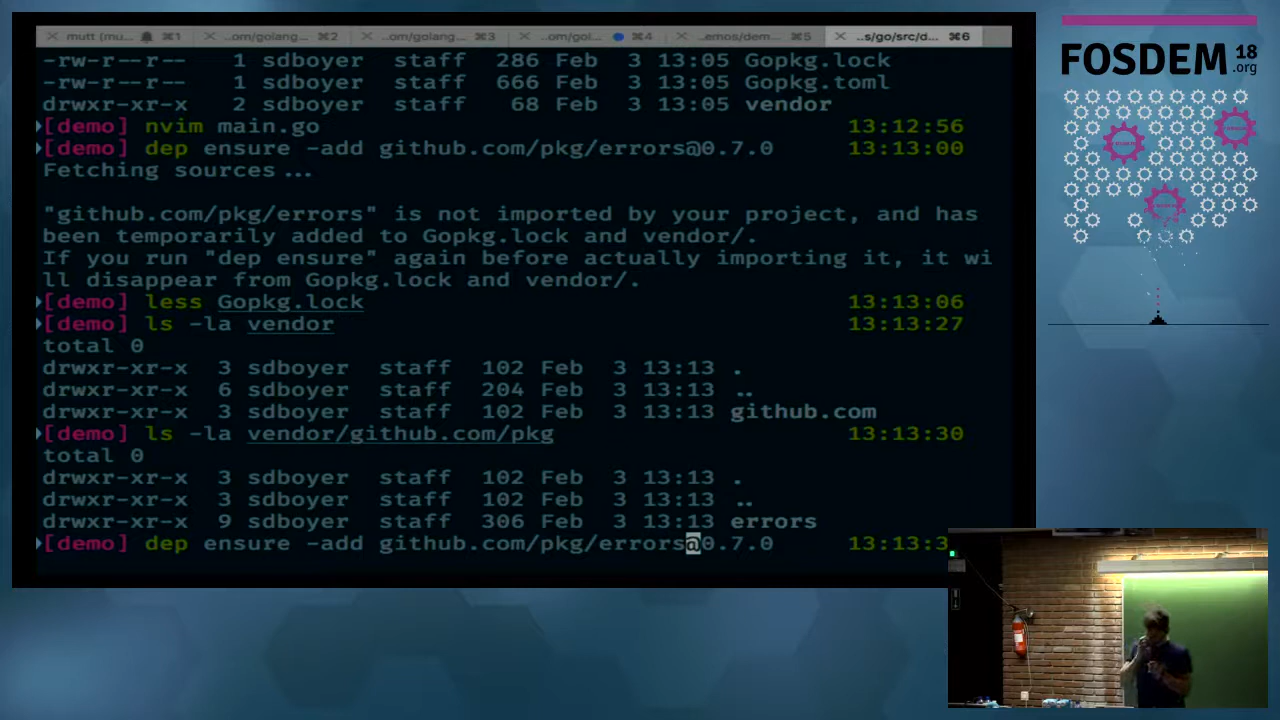 mutt (mu... ⌘1 ..om/golang... ⌘2 ..om/golang... ⌘3 ..om/gol... ⌘4 ..emos/dem... ⌘5 ..s/go/src/d... ⌘6
-rw-r--r-- 1 sdboyer staff 286 Feb 3 13:05 Gopkg.lock
-rw-r--r-- 1 sdboyer staff 666 Feb 3 13:05 Gopkg.toml
drwxr-xr-x 2 sdboyer staff 68 Feb 3 13:05 vendor
[demo] nvim main.go 13:12:56
[demo] dep ensure -add github.com/pkg/errors@0.7.0 13:13:00
Fetching sources...
"github.com/pkg/errors" is not imported by your project, and has
been temporarily added to Gopkg.lock and vendor/.
If you run "dep ensure" again before actually importing it, it wi
ll disappear from Gopkg.lock and vendor/.
[demo] less Gopkg.lock 13:13:06
[demo] ls -la vendor 13:13:27
total 0
drwxr-xr-x 3 sdboyer staff 102 Feb 3 13:13 .
drwxr-xr-x 6 sdboyer staff 204 Feb 3 13:13 ..
drwxr-xr-x 3 sdboyer staff 102 Feb 3 13:13 github.com
[demo] ls -la vendor/github.com/pkg 13:13:30
total 0
drwxr-xr-x 3 sdboyer staff 102 Feb 3 13:13 .
drwxr-xr-x 3 sdboyer staff 102 Feb 3 13:13 ..
drwxr-xr-x 9 sdboyer staff 306 Feb 3 13:13 errors
[demo] dep ensure -add github.com/pkg/errors@0.7.0 13:13:3
FOSDEM 18
.org